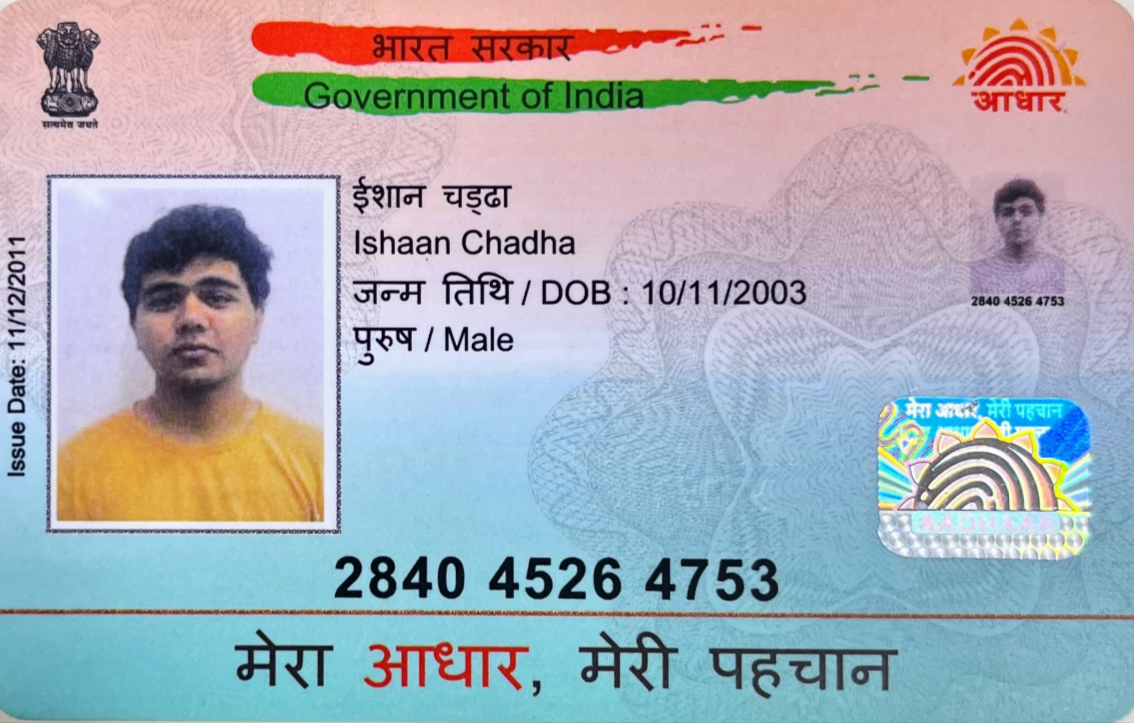 सत्यमेव जयते
भारत सरकार
Government of India
आधार
Issue Date: 11/12/2011
ईशान चड्ढा
Ishaan Chadha
जन्म तिथि / DOB : 10/11/2003
पुरुष / Male
2840 4526 4753
मेरा आधार, मेरी पहचान
AADHAAR
2840 4526 4753
मेरा आधार, मेरी पहचान